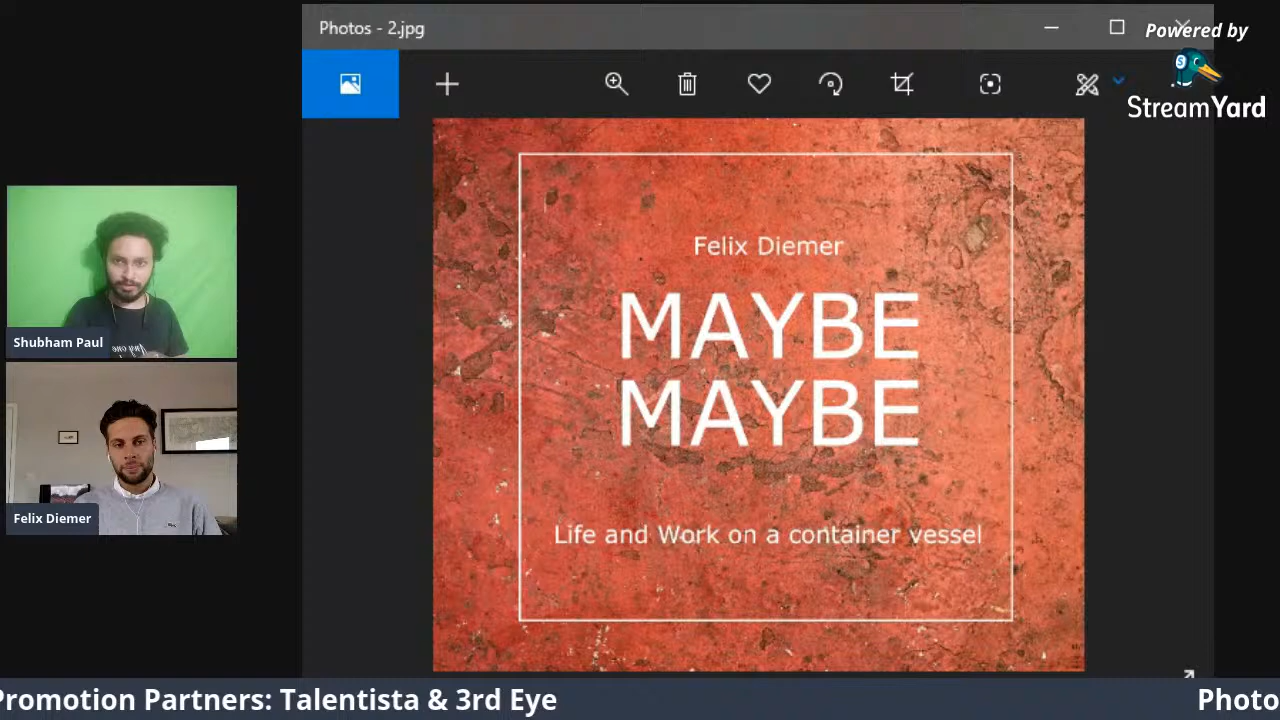 Photos - 2.jpg
Powered by
StreamYard
Felix Diemer
MAYBE
MAYBE
Life and Work on a container vessel
Shubham Paul
Felix Diemer
Promotion Partners: Talentista & 3rd Eye
Photo